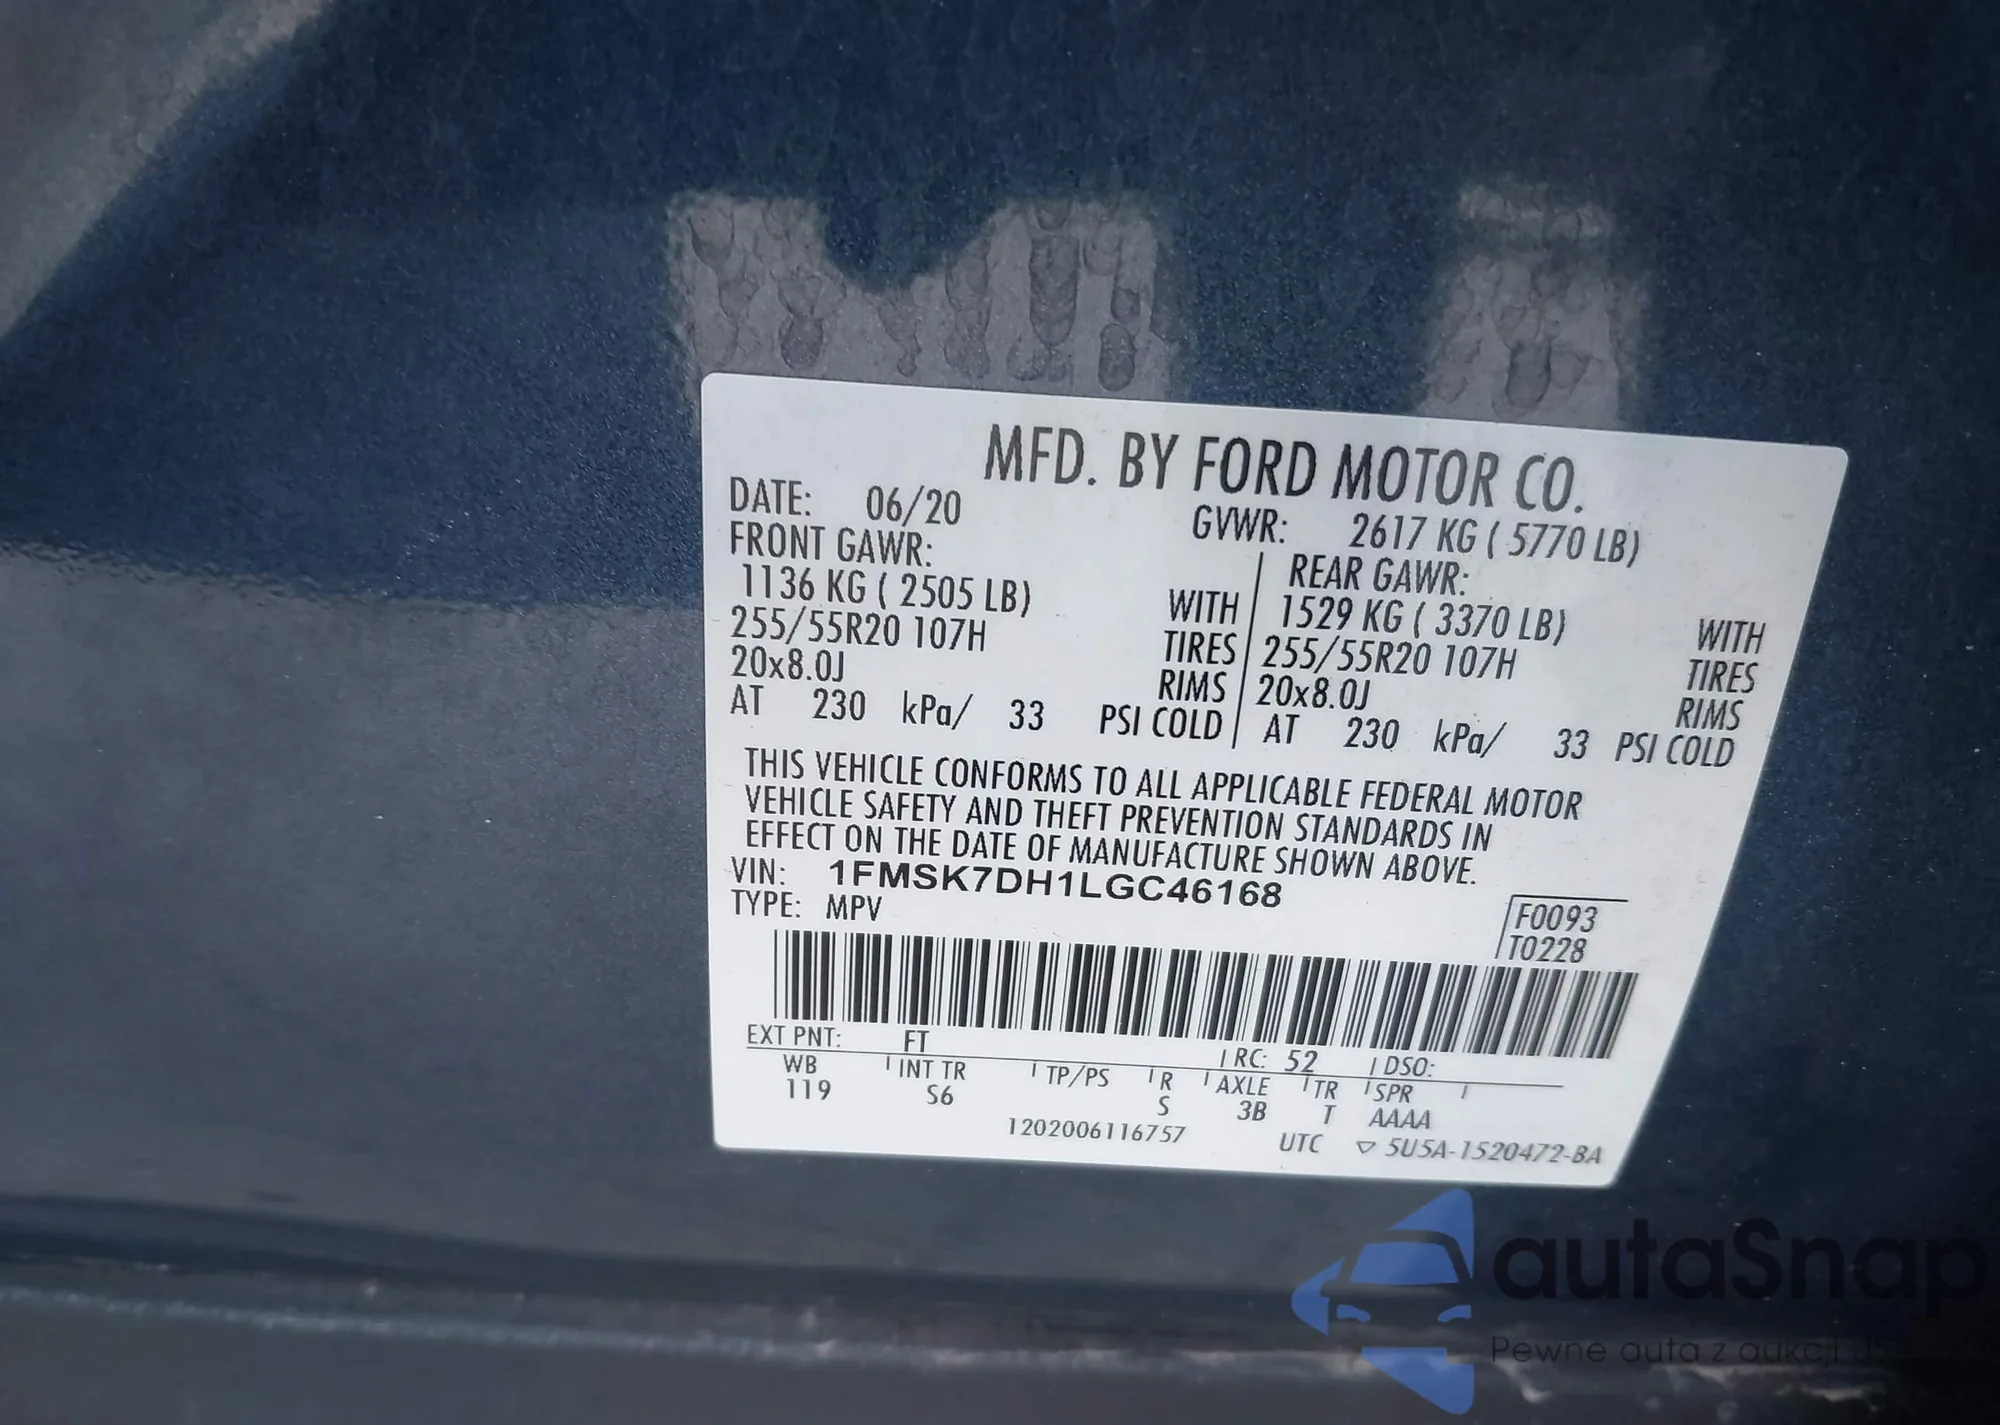 MFD. BY FORD MOTOR CO.
DATE: 06/20 GVWR: 2617 KG ( 5770 LB)
FRONT GAWR: REAR GAWR:
1136 KG ( 2505 LB) WITH 1529 KG ( 3370 LB) WITH
255/55R20 107H TIRES 255/55R20 107H TIRES
20x8.0J RIMS 20x8.0J RIMS
AT 230 kPa/ 33 PSI COLD AT 230 kPa/ 33 PSI COLD
THIS VEHICLE CONFORMS TO ALL APPLICABLE FEDERAL MOTOR
VEHICLE SAFETY AND THEFT PREVENTION STANDARDS IN
EFFECT ON THE DATE OF MANUFACTURE SHOWN ABOVE.
VIN: 1FMSK7DH1LGC46168
TYPE: MPV
F0093
T0228
EXT PNT: FT RC: 52 DSO:
WB INT TR TP/PS R AXLE TR SPR
119 S6 S 3B T AAAA
1202006116757 UTC ▽ 5U5A-1520472-BA
autaSnap
Pewne auta z aukcji